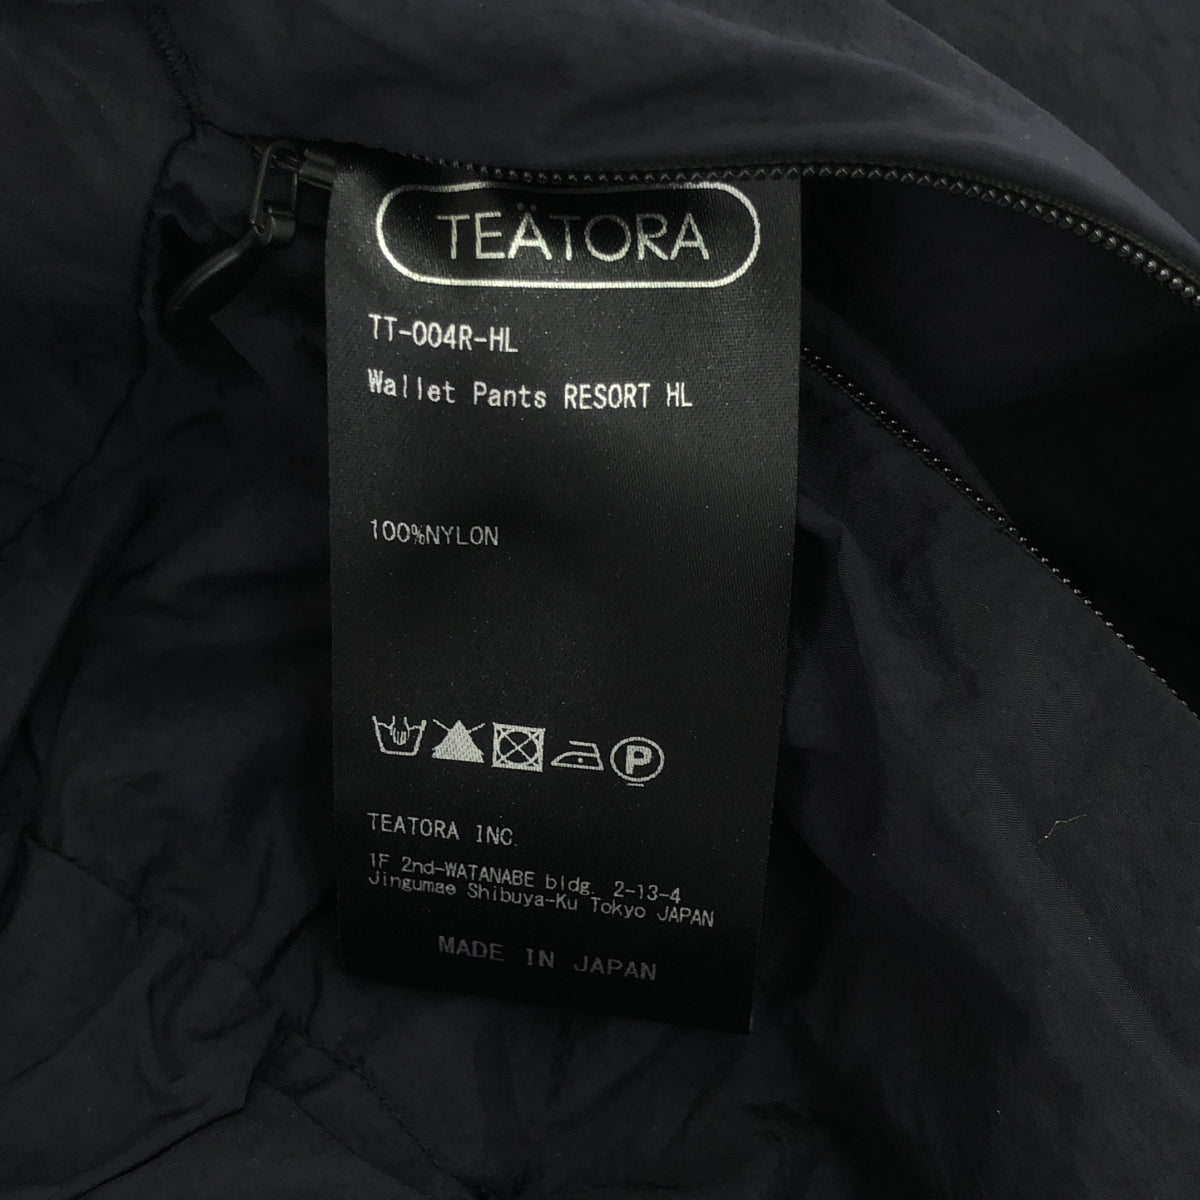 TEÄTORA
TT-004R-HL
Wallet Pants RESORT HL
100%NYLON
P
TEATORA INC.
1F 2nd-WATANABE bldg. 2-13-4
Jingumae Shibuya-Ku Tokyo JAPAN
MADE IN JAPAN